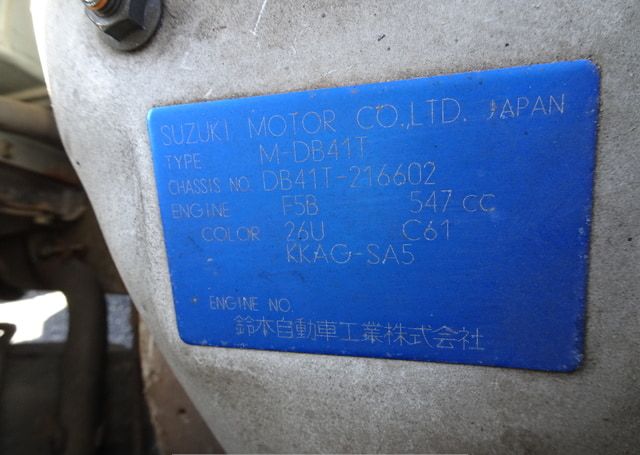 SUZUKI MOTOR CO.,LTD. JAPAN
TYPE M-DB41T
CHASSIS NO. DB41T-216602
ENGINE F5B 547 CC
COLOR 26U C61
KKAG-SA5
ENGINE NO.
鈴木自動車工業株式会社